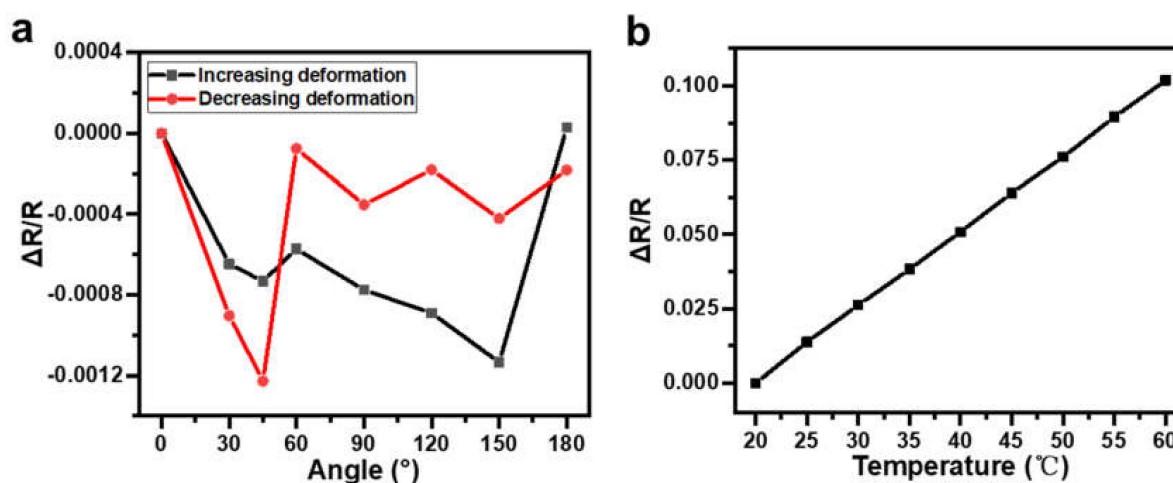 a
0.0004
0.0000
-0.0004
-0.0008
-0.0012
ΔR/R
Increasing deformation
Decreasing deformation
0 30 60 90 120 150 180
Angle (°)
b
0.100
0.075
0.050
0.025
0.000
ΔR/R
20 25 30 35 40 45 50 55 60
Temperature (℃)